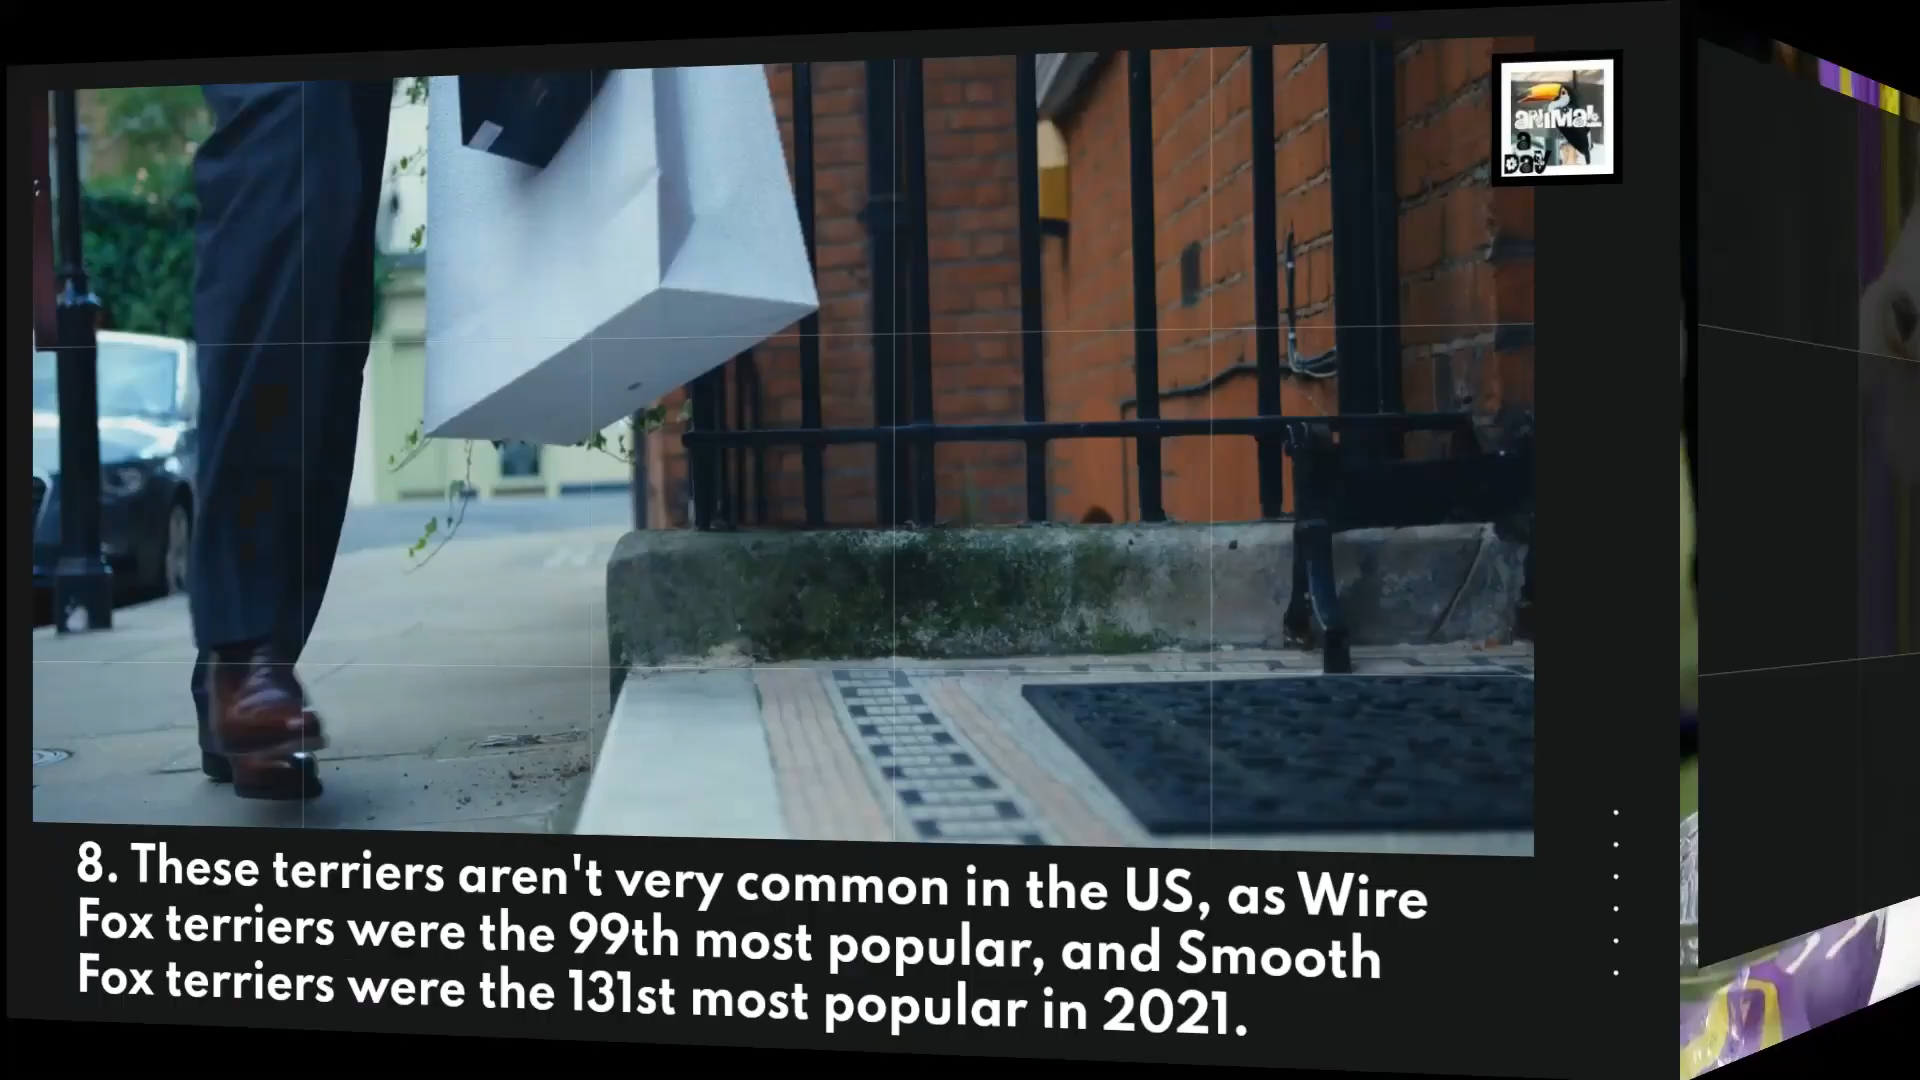 ANIMAL
a
Day
8. These terriers aren't very common in the US, as Wire
Fox terriers were the 99th most popular, and Smooth
Fox terriers were the 131st most popular in 2021.